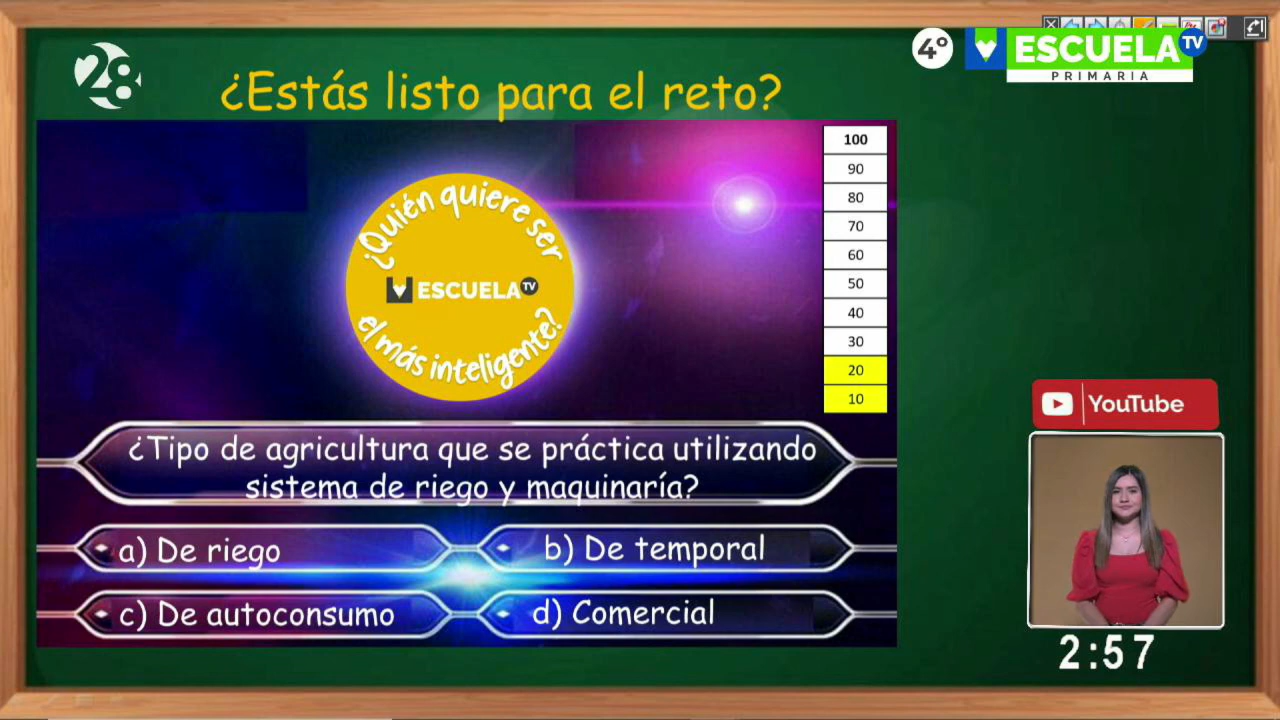 28
¿Estás listo para el reto?
4º
ESCUELA TV
PRIMARIA
¿Quién quiere ser
ESCUELA TV
el más inteligente?
100
90
80
70
60
50
40
30
20
10
YouTube
¿Tipo de agricultura que se práctica utilizando
sistema de riego y maquinaría?
a) De riego
b) De temporal
c) De autoconsumo
d) Comercial
2:57